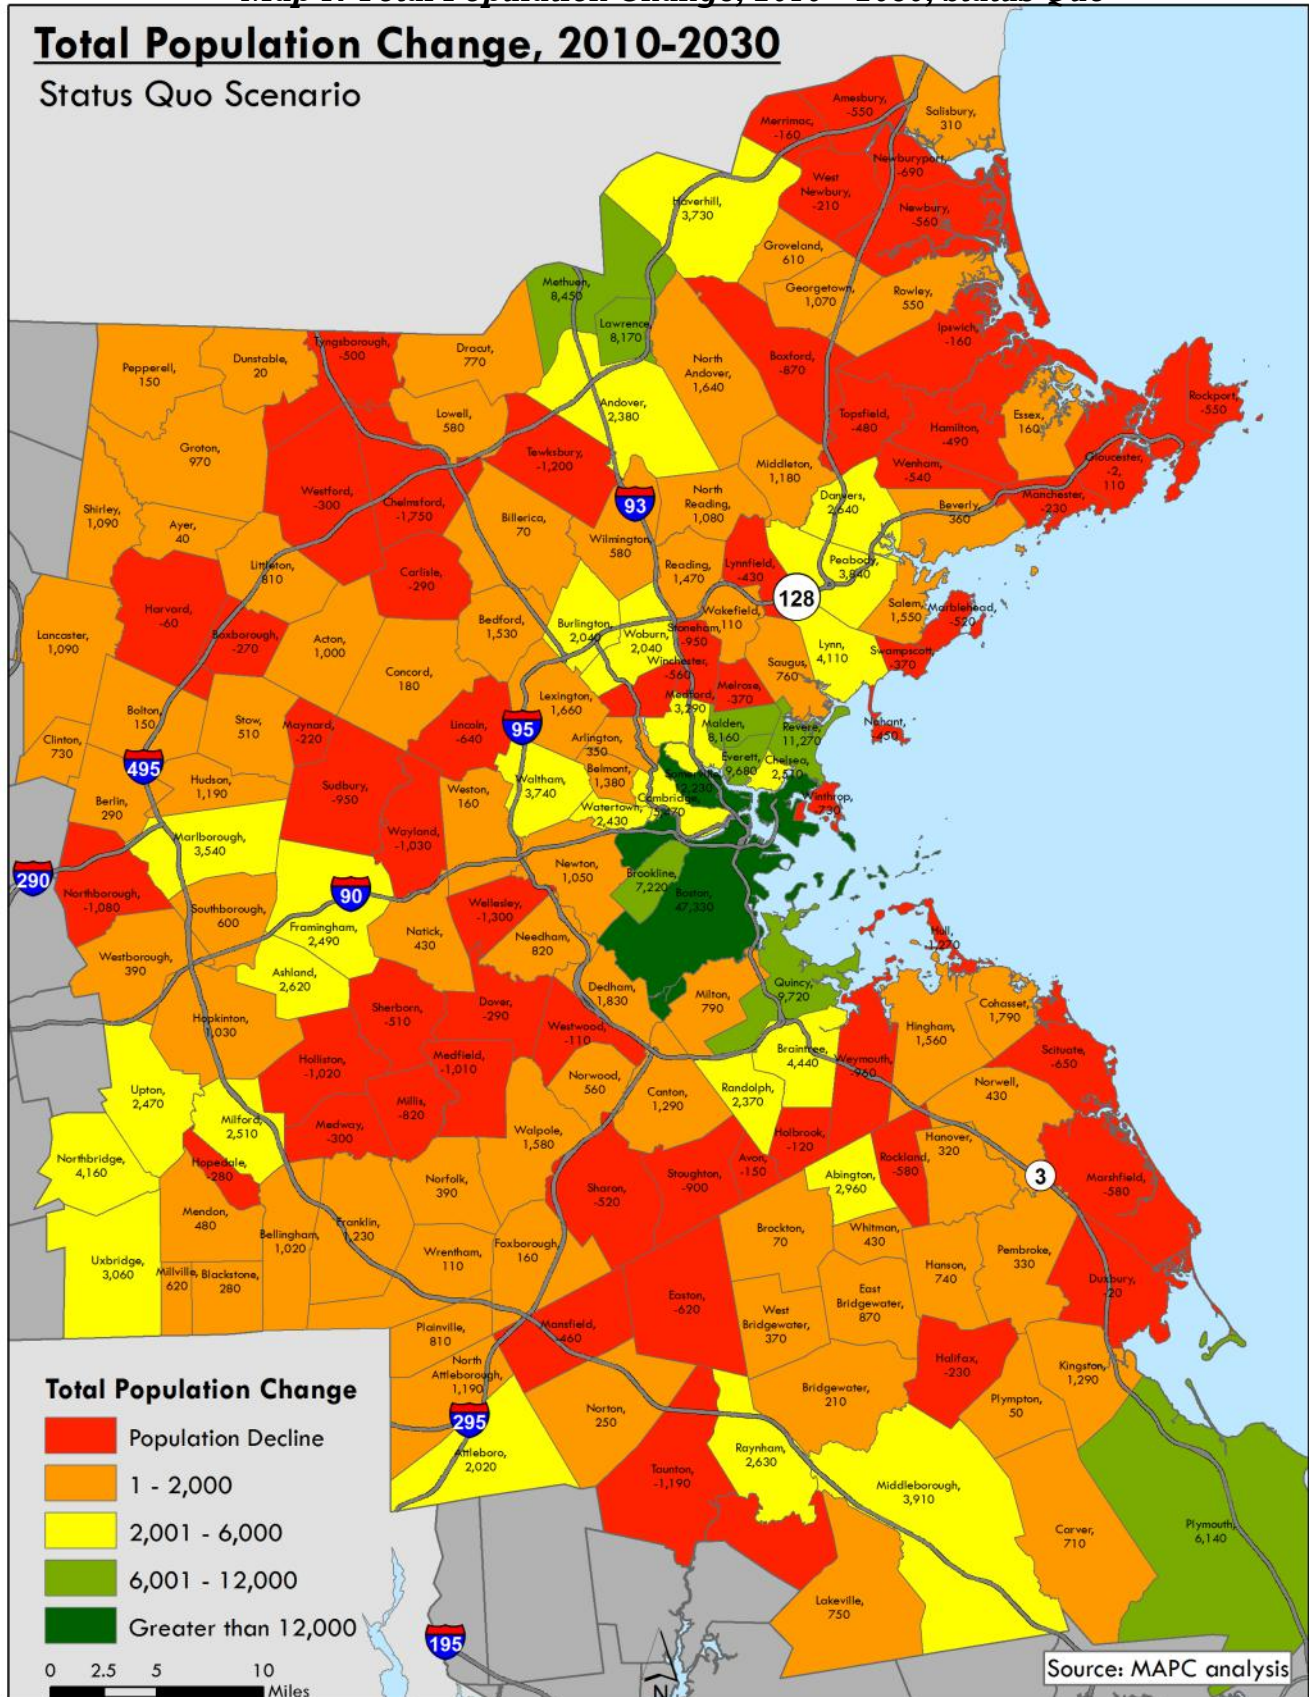 Total Population Change, 2010-2030
Status Quo Scenario
Amesbury,
-550
Salisbury,
310
Merrimac,
-160
Newburyport,
-690
West
Newbury,
-210
Haverhill,
3,730
Newbury,
-560
Groveland,
610
Methuen,
8,450
Georgetown,
1,070
Rowley,
550
Lawrence,
8,170
Ipswich,
-160
Tyngsborough,
-500
Dracut,
770
Dunstable,
20
Pepperell,
150
North
Andover,
1,640
Boxford,
-870
Rockport,
-550
Andover,
2,380
Lowell,
580
Topsfield,
-480
Hamilton,
-490
Essex,
160
Groton,
970
Tewksbury,
-1,200
Gloucester,
-2,
110
Middleton,
1,180
Wenham,
-540
Westford,
-300
Chelmsford,
-1,750
93
North
Reading,
1,080
Danvers,
2,640
Manchester,
-230
Beverly,
360
Shirley,
1,090
Ayer,
40
Billerica,
70
Wilmington,
580
Littleton,
810
Carlisle,
-290
Reading,
1,470
Lynnfield,
-430
Peabody,
3,840
128
Harvard,
-60
Salem,
1,550
Marblehead,
-520
Wakefield,
110
Lancaster,
1,090
Boxborough,
-270
Acton,
1,000
Bedford,
1,530
Burlington,
2,040
Woburn,
2,040
Stoneham,
-950
Lynn,
4,110
Swampscott,
-370
Winchester,
-560
Saugus,
760
Concord,
180
Melrose,
-370
Lexington,
1,660
Medford,
3,290
Bolton,
150
Stow,
510
Maynard,
-220
Lincoln,
-640
95
Malden,
8,160
Revere,
11,270
Nahant,
-450
Clinton,
730
Arlington,
350
495
Everett,
9,680
Chelsea,
2,510
Hudson,
1,190
Sudbury,
-950
Weston,
160
Waltham,
3,740
Belmont,
1,380
Somerville,
Winthrop,
-730
Berlin,
290
Watertown,
2,430
Cambridge,
Marlborough,
3,540
Wayland,
-1,030
290
Northborough,
-1,080
90
Newton,
1,050
Brookline,
7,220
Boston,
47,330
Southborough,
600
Wellesley,
-1,300
Framingham,
2,490
Natick,
430
Needham,
820
Hull,
-1,270
Westborough,
390
Ashland,
2,620
Quincy,
9,720
Dedham,
1,830
Milton,
790
Cohasset,
1,790
Sherborn,
-510
Dover,
-290
Hopkinton,
1,030
Westwood,
-110
Hingham,
1,560
Braintree,
4,440
Weymouth,
-960
Scituate,
-650
Holliston,
-1,020
Medfield,
-1,010
Norwood,
560
Canton,
1,290
Randolph,
2,370
Norwell,
430
Upton,
2,470
Millis,
-820
Milford,
2,510
Medway,
-300
Walpole,
1,580
Holbrook,
-120
Hanover,
320
Northbridge,
4,160
Hopedale,
-280
Avon,
-150
Rockland,
-580
Stoughton,
-900
Abington,
2,960
3
Marshfield,
-580
Norfolk,
390
Sharon,
-520
Mendon,
480
Bellingham,
1,020
Franklin,
1,230
Brockton,
70
Whitman,
430
Wrentham,
110
Foxborough,
160
Pembroke,
330
Uxbridge,
3,060
Hanson,
740
Millville,
620
Blackstone,
280
Duxbury,
-20
Easton,
-620
East
Bridgewater,
870
West
Bridgewater,
370
Plainville,
810
Mansfield,
-460
North
Attleborough,
1,190
Halifax,
-230
Kingston,
1,290
Bridgewater,
210
Plympton,
50
Norton,
250
295
Attleboro,
2,020
Raynham,
2,630
Taunton,
-1,190
Middleborough,
3,910
Carver,
710
Plymouth,
6,140
Lakeville,
750
Total Population Change
Population Decline
1 - 2,000
2,001 - 6,000
6,001 - 12,000
Greater than 12,000
195
0 2.5 5 10
Miles
N
Source: MAPC analysis